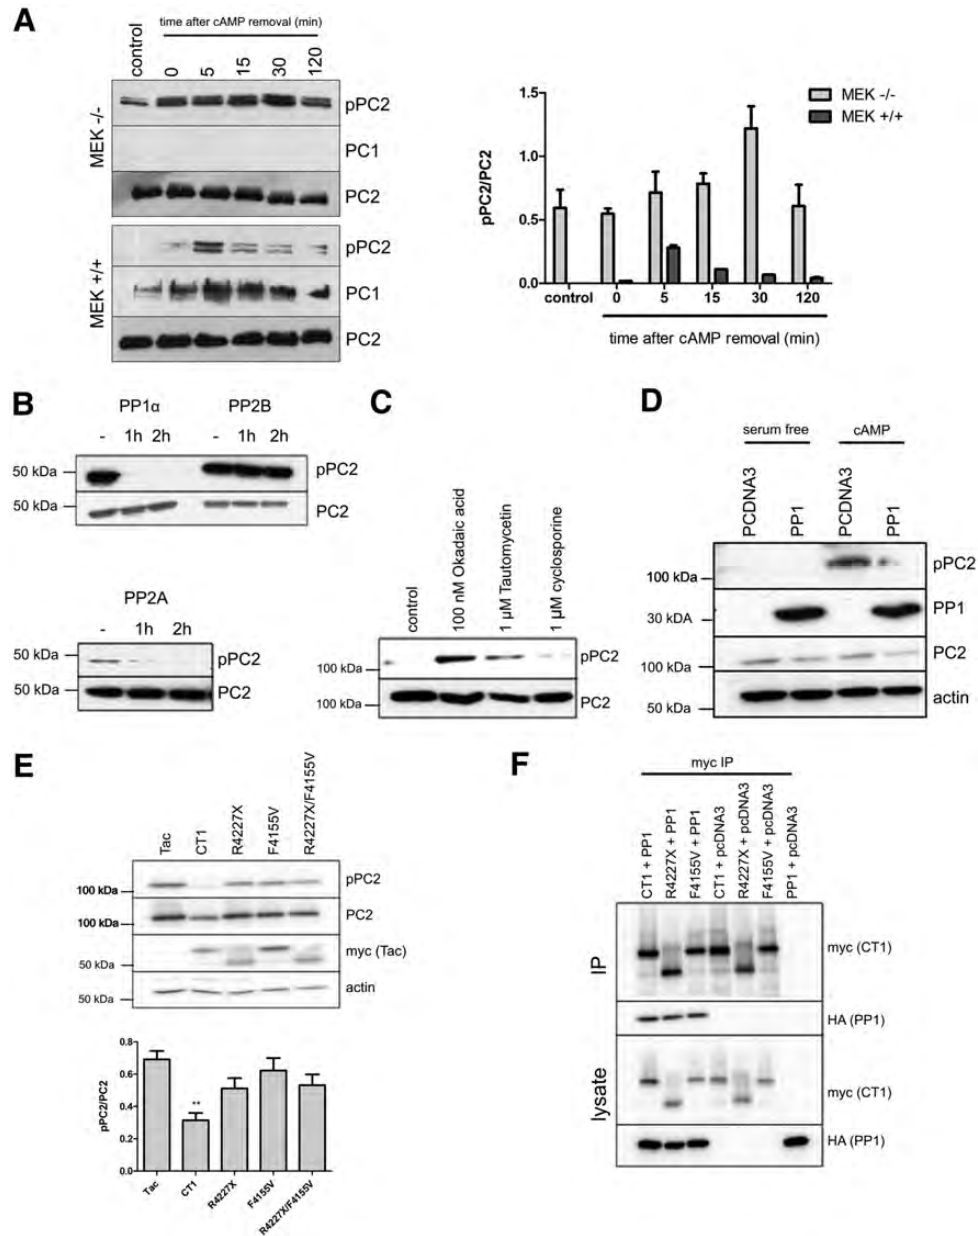 A
time after cAMP removal (min)
control
0
5
15
30
120
MEK -/-
pPC2
PC1
PC2
MEK +/+
pPC2
PC1
PC2
1.5
1.0
0.5
0.0
pPC2/PC2
MEK -/-
MEK +/+
control 0 5 15 30 120
time after cAMP removal (min)
B
PP1α PP2B
- 1h 2h - 1h 2h
50 kDa pPC2
50 kDa PC2
PP2A
- 1h 2h
50 kDa pPC2
50 kDa PC2
C
control
100 nM Okadaic acid
1 µM Tautomycetin
1 µM cyclosporine
100 kDa pPC2
100 kDa PC2
D
serum free cAMP
PCDNA3
PP1
PCDNA3
PP1
100 kDa pPC2
30 kDA PP1
100 kDa PC2
50 kDa actin
E
Tac
CT1
R4227X
F4155V
R4227X/F4155V
100 kDa pPC2
100 kDa PC2
50 kDa myc (Tac)
50 kDa actin
0.8
0.6
0.4
0.2
0.0
pPC2/PC2
**
Tac
CT1
R4227X
F4155V
R4227X/F4155V
F
myc IP
CT1 + PP1
R4227X + PP1
F4155V + PP1
CT1 + pcDNA3
R4227X + pcDNA3
F4155V + pcDNA3
PP1 + pcDNA3
IP
myc (CT1)
HA (PP1)
lysate
myc (CT1)
HA (PP1)